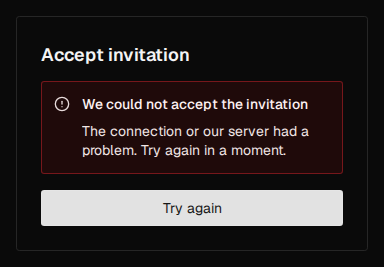 Accept invitation
We could not accept the invitation
The connection or our server had a
problem. Try again in a moment.
Try again